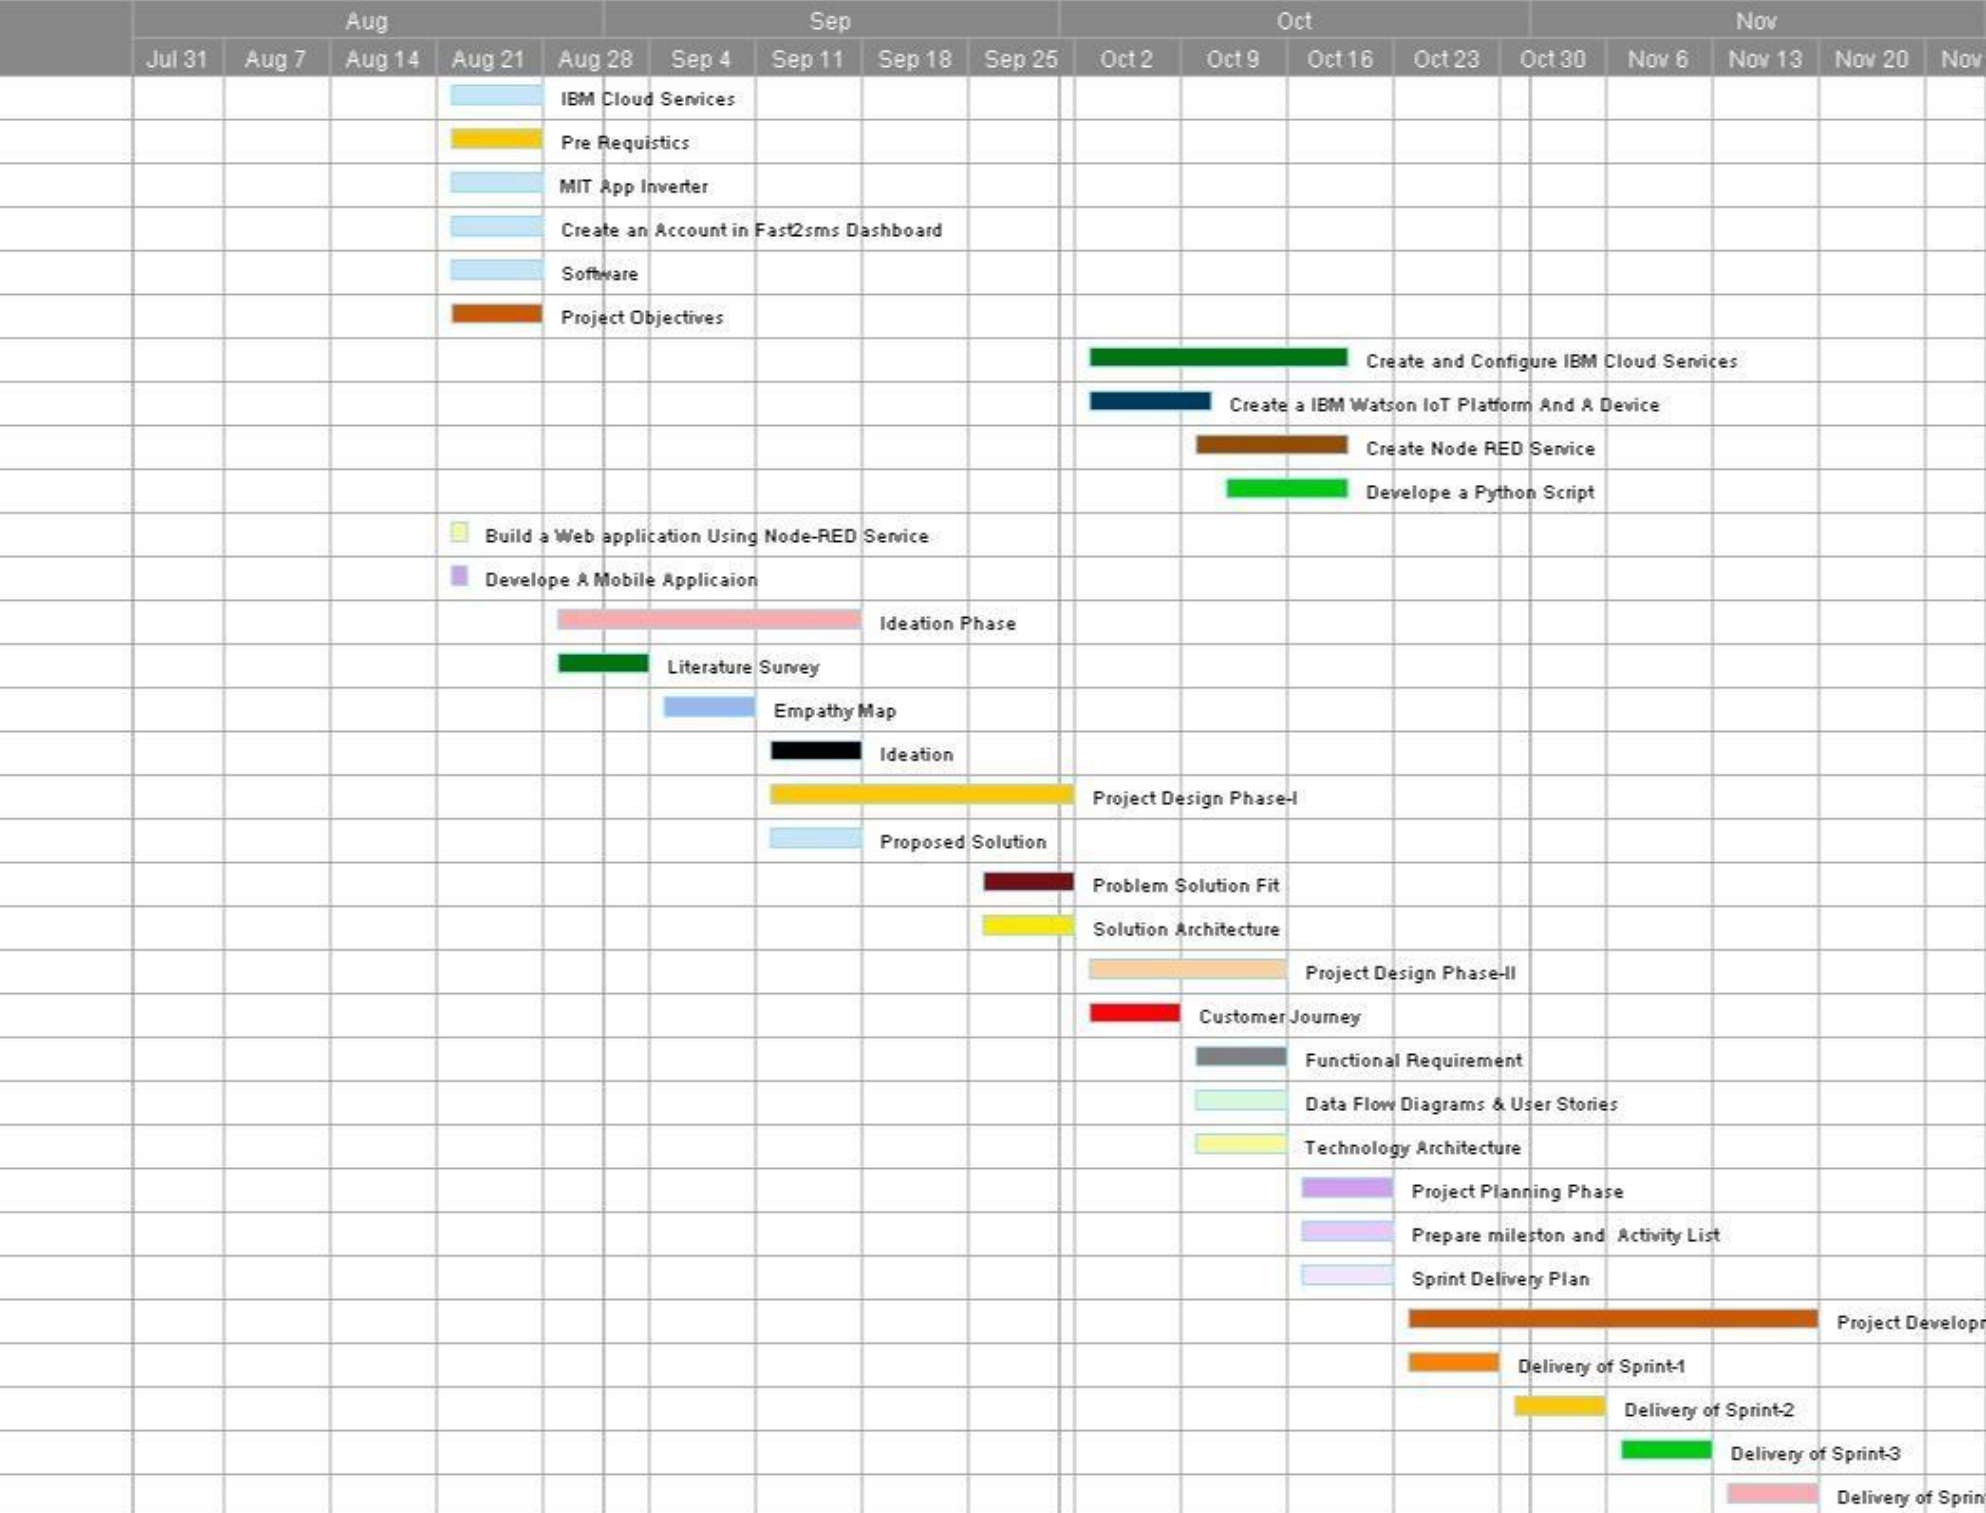 Aug Sep Oct Nov
Jul 31 Aug 7 Aug 14 Aug 21 Aug 28 Sep 4 Sep 11 Sep 18 Sep 25 Oct 2 Oct 9 Oct 16 Oct 23 Oct 30 Nov 6 Nov 13 Nov 20 Nov
IBM Cloud Services
Pre Requistics
MIT App Inverter
Create an Account in Fast2sms Dashboard
Software
Project Objectives
Create and Configure IBM Cloud Services
Create a IBM Watson IoT Platform And A Device
Create Node RED Service
Develope a Python Script
Build a Web application Using Node-RED Service
Develope A Mobile Applicaion
Ideation Phase
Literature Survey
Empathy Map
Ideation
Project Design Phase-I
Proposed Solution
Problem Solution Fit
Solution Architecture
Project Design Phase-II
Customer Journey
Functional Requirement
Data Flow Diagrams & User Stories
Technology Architecture
Project Planning Phase
Prepare mileston and Activity List
Sprint Delivery Plan
Project Developm
Delivery of Sprint-1
Delivery of Sprint-2
Delivery of Sprint-3
Delivery of Sprin